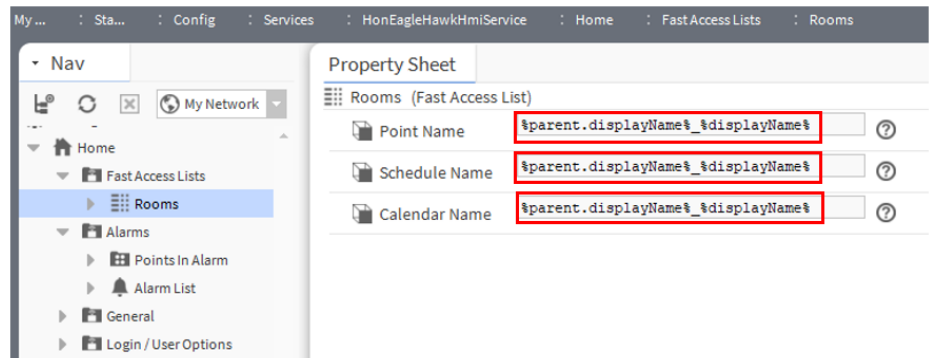 My ... : Sta... : Config : Services : HonEagleHawkHmiService : Home : Fast Access Lists : Rooms
Nav
My Network
Home
Fast Access Lists
Rooms
Alarms
Points In Alarm
Alarm List
General
Login / User Options
Property Sheet
Rooms (Fast Access List)
Point Name %parent.displayName%_%displayName%
Schedule Name %parent.displayName%_%displayName%
Calendar Name %parent.displayName%_%displayName%